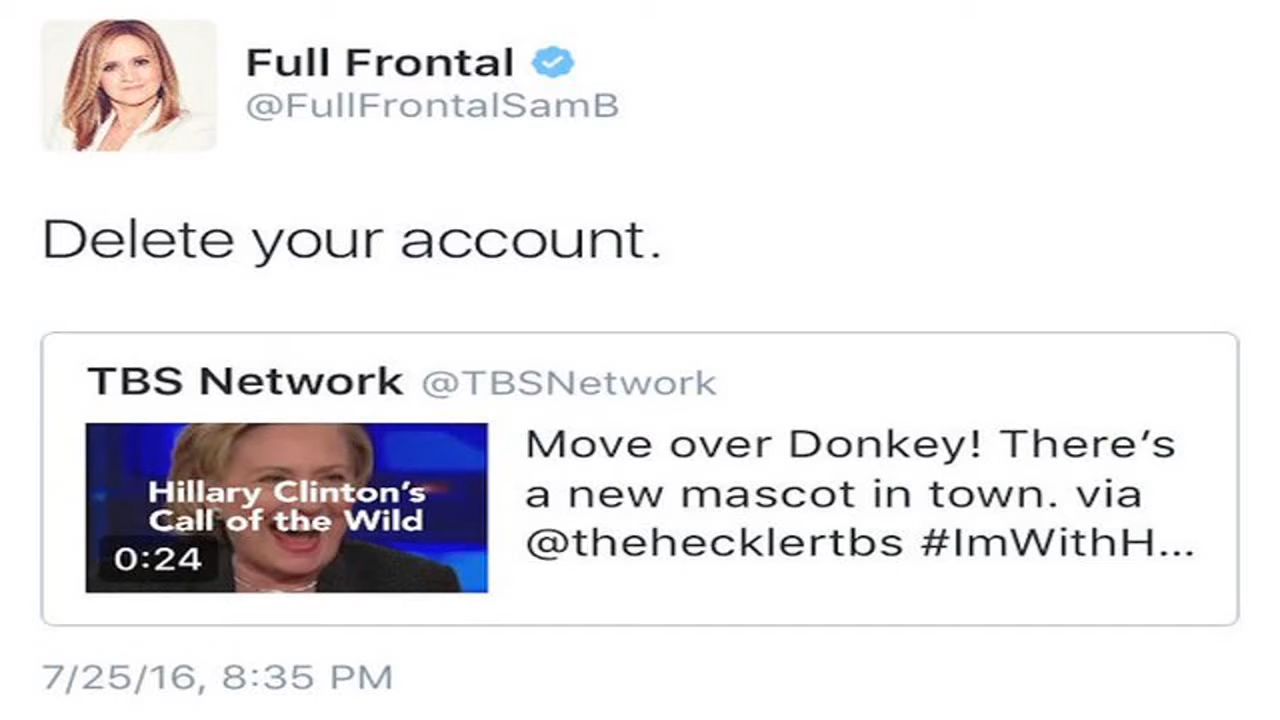 Full Frontal
@FullFrontalSamB
Delete your account.
TBS Network @TBSNetwork
Hillary Clinton's
Call of the Wild
0:24
Move over Donkey! There's
a new mascot in town. via
@thehecklertbs #ImWithH...
7/25/16, 8:35 PM